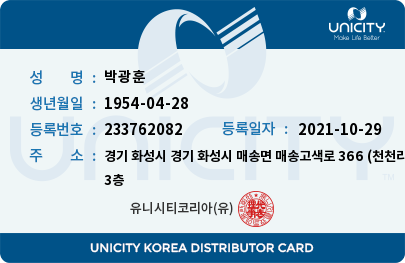 UNICITY
Make Life Better
성 명 : 박광훈
생년월일 : 1954-04-28
등록번호 : 233762082 등록일자 : 2021-10-29
주 소 : 경기 화성시 경기 화성시 매송면 매송고색로 366 (천천리
3층
유니시티코리아(유)
UNICITY
TM
UNICITY KOREA DISTRIBUTOR CARD